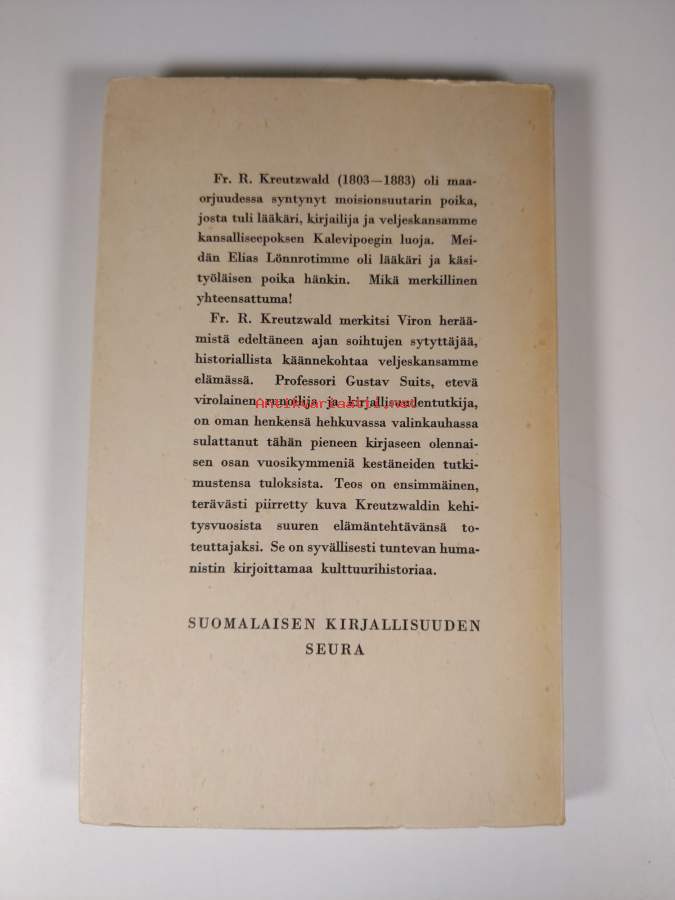 Fr. R. Kreutzwald (1803—1883) oli maa-
orjuudessa syntynyt moisionsuutarin poika,
josta tuli lääkäri, kirjailija ja veljeskansamme
kansalliseepoksen Kalevipoegin luoja. Mei-
dän Elias Lönnrotimme oli lääkäri ja käsi-
työläisen poika hänkin. Mikä merkillinen
yhteensattuma!
Fr. R. Kreutzwald merkitsi Viron herää-
mistä edeltäneen ajan soihtujen sytyttäjää,
historiallista käännekohtaa veljeskansamme
elämässä. Professori Gustav Suits, etevä
virolainen runoilija ja kirjallisuudentutkija,
Antikvariaatti.net
on oman henkensä hehkuvassa valinkauhassa
sulattanut tähän pieneen kirjaseen olennai-
sen osan vuosikymmeniä kestäneiden tutki-
mustensa tuloksista. Teos on ensimmäinen,
terävästi piirretty kuva Kreutzwaldin kehi-
tysvuosista suuren elämäntehtävänsä to-
teuttajaksi. Se on syvällisesti tuntevan huma-
nistin kirjoittamaa kulttuurihistoriaa.
SUOMALAISEN KIRJALLISUUDEN
SEURA